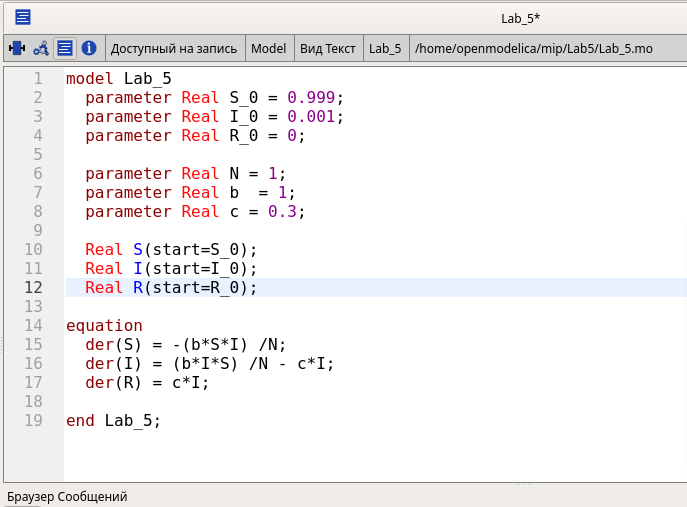 Lab_5*
Доступный на запись Model Вид Текст Lab_5 /home/openmodelica/mip/Lab5/Lab_5.mo
1 model Lab_5
2   parameter Real S_0 = 0.999;
3   parameter Real I_0 = 0.001;
4   parameter Real R_0 = 0;
5
6   parameter Real N = 1;
7   parameter Real b  = 1;
8   parameter Real c = 0.3;
9
10   Real S(start=S_0);
11   Real I(start=I_0);
12   Real R(start=R_0);
13
14 equation
15   der(S) = -(b*S*I) /N;
16   der(I) = (b*I*S) /N - c*I;
17   der(R) = c*I;
18
19 end Lab_5;
Браузер Сообщений